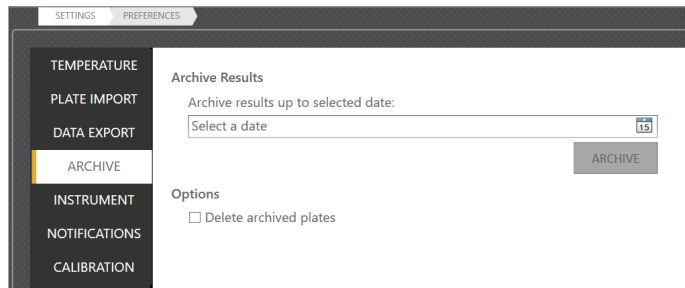 SETTINGS PREFERENCES
TEMPERATURE
PLATE IMPORT
DATA EXPORT
ARCHIVE
INSTRUMENT
NOTIFICATIONS
CALIBRATION
Archive Results
Archive results up to selected date:
Select a date
15
ARCHIVE
Options
Delete archived plates